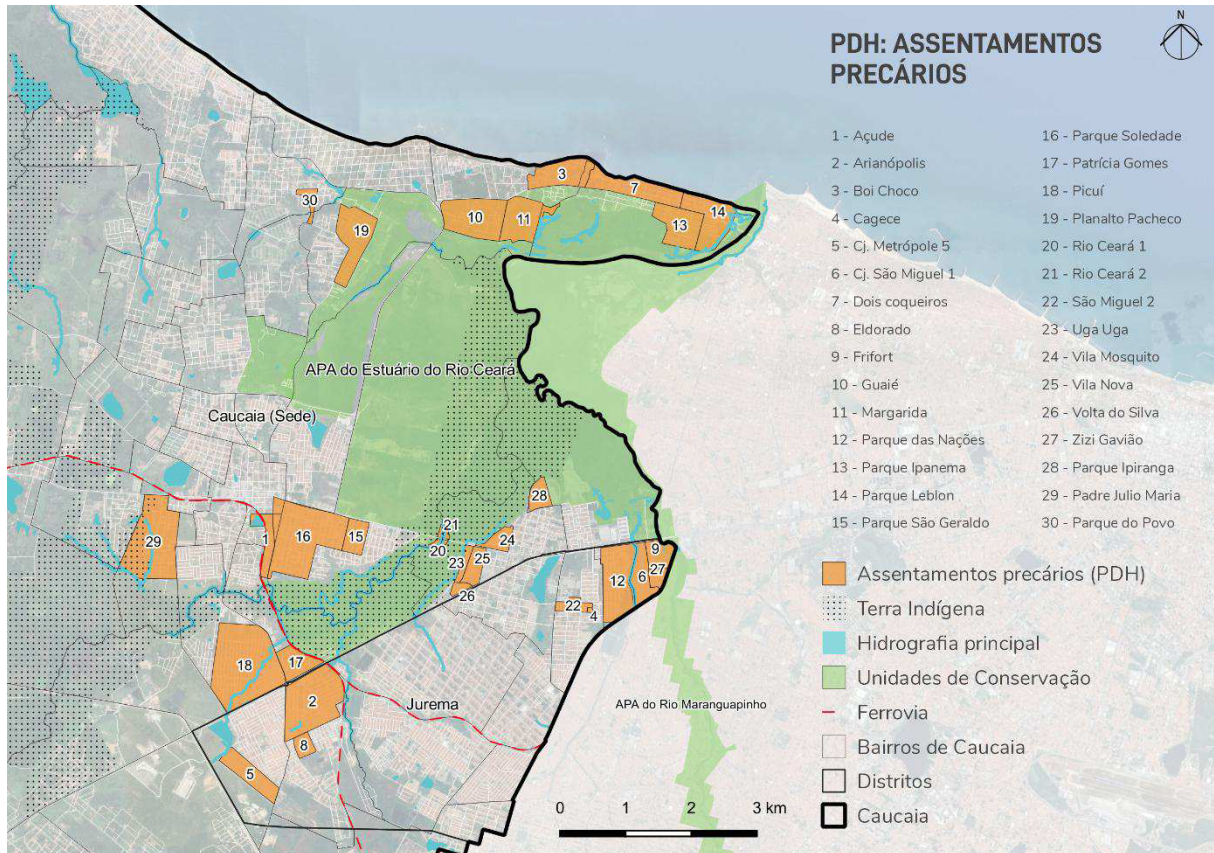 N
PDH: ASSENTAMENTOS
PRECÁRIOS
1 - Açude
2 - Arianópolis
3 - Boi Choco
4 - Cagece
5 - Cj. Metrópole 5
6 - Cj. São Miguel 1
7 - Dois coqueiros
8 - Eldorado
9 - Frifort
10 - Guaié
11 - Margarida
12 - Parque das Nações
13 - Parque Ipanema
14 - Parque Leblon
15 - Parque São Geraldo
16 - Parque Soledade
17 - Patrícia Gomes
18 - Picuí
19 - Planalto Pacheco
20 - Rio Ceará 1
21 - Rio Ceará 2
22 - São Miguel 2
23 - Uga Uga
24 - Vila Mosquito
25 - Vila Nova
26 - Volta do Silva
27 - Zizi Gavião
28 - Parque Ipiranga
29 - Padre Julio Maria
30 - Parque do Povo
Assentamentos precários (PDH)
Terra Indígena
Hidrografia principal
Unidades de Conservação
Ferrovia
Bairros de Caucaia
Distritos
Caucaia
3
7
30
10
11
14
19
13
APA do Estuário do Rio Ceará
Caucaia (Sede)
28
21
29
1
16
15
20
24
23
25
9
12
6
27
26
22
4
18
17
2
Jurema
APA do Rio Maranguapinho
8
5
0 1 2 3 km